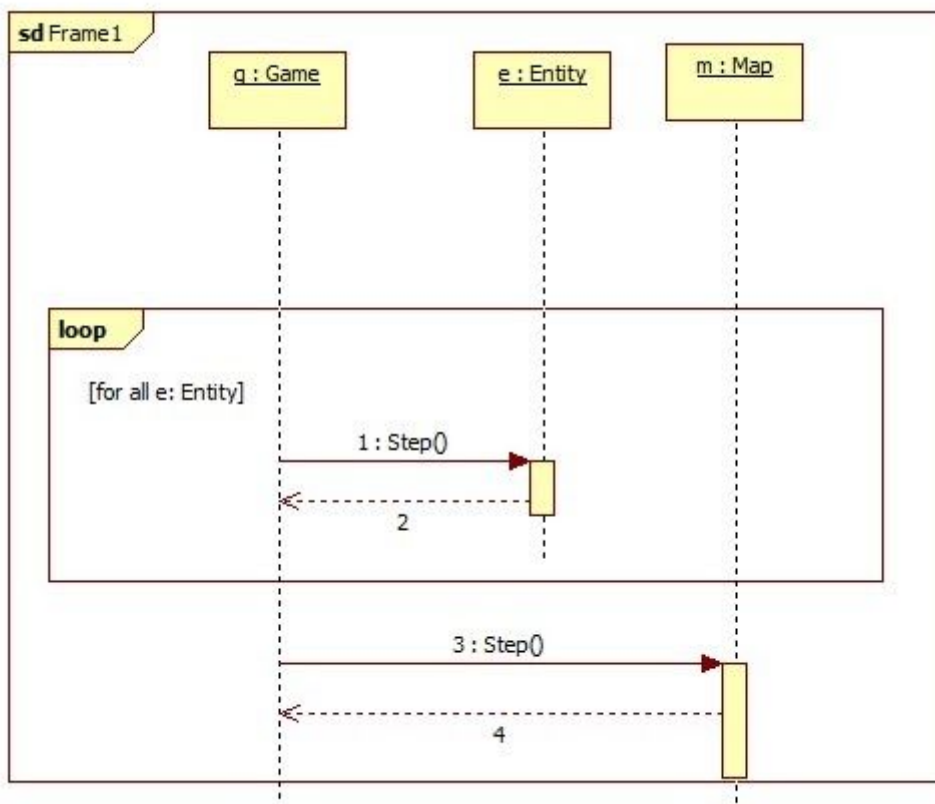 sd Frame1
g : Game
e : Entity
m : Map
loop
[for all e: Entity]
1 : Step()
2
3 : Step()
4